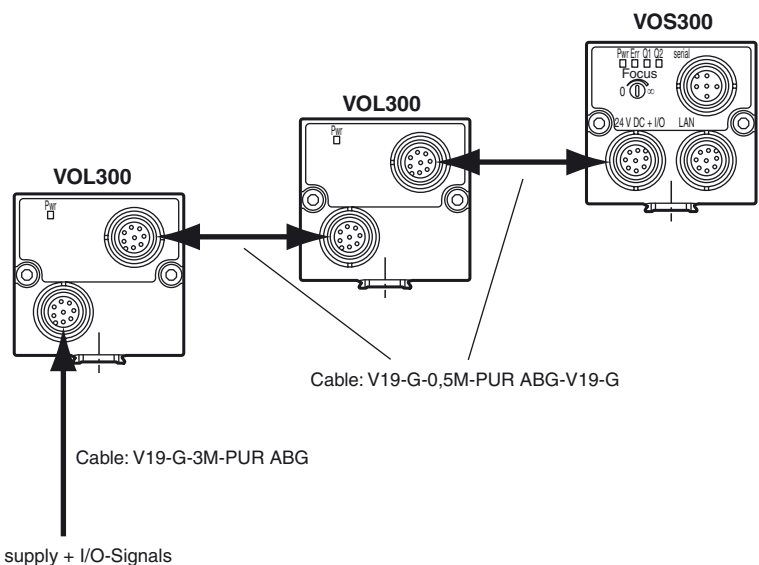 VOS300
Pwr Err Q1 Q2 serial
Focus
0 ∞
24 V DC + I/O LAN
VOL300
Pwr
VOL300
Pwr
Cable: V19-G-0,5M-PUR ABG-V19-G
Cable: V19-G-3M-PUR ABG
supply + I/O-Signals